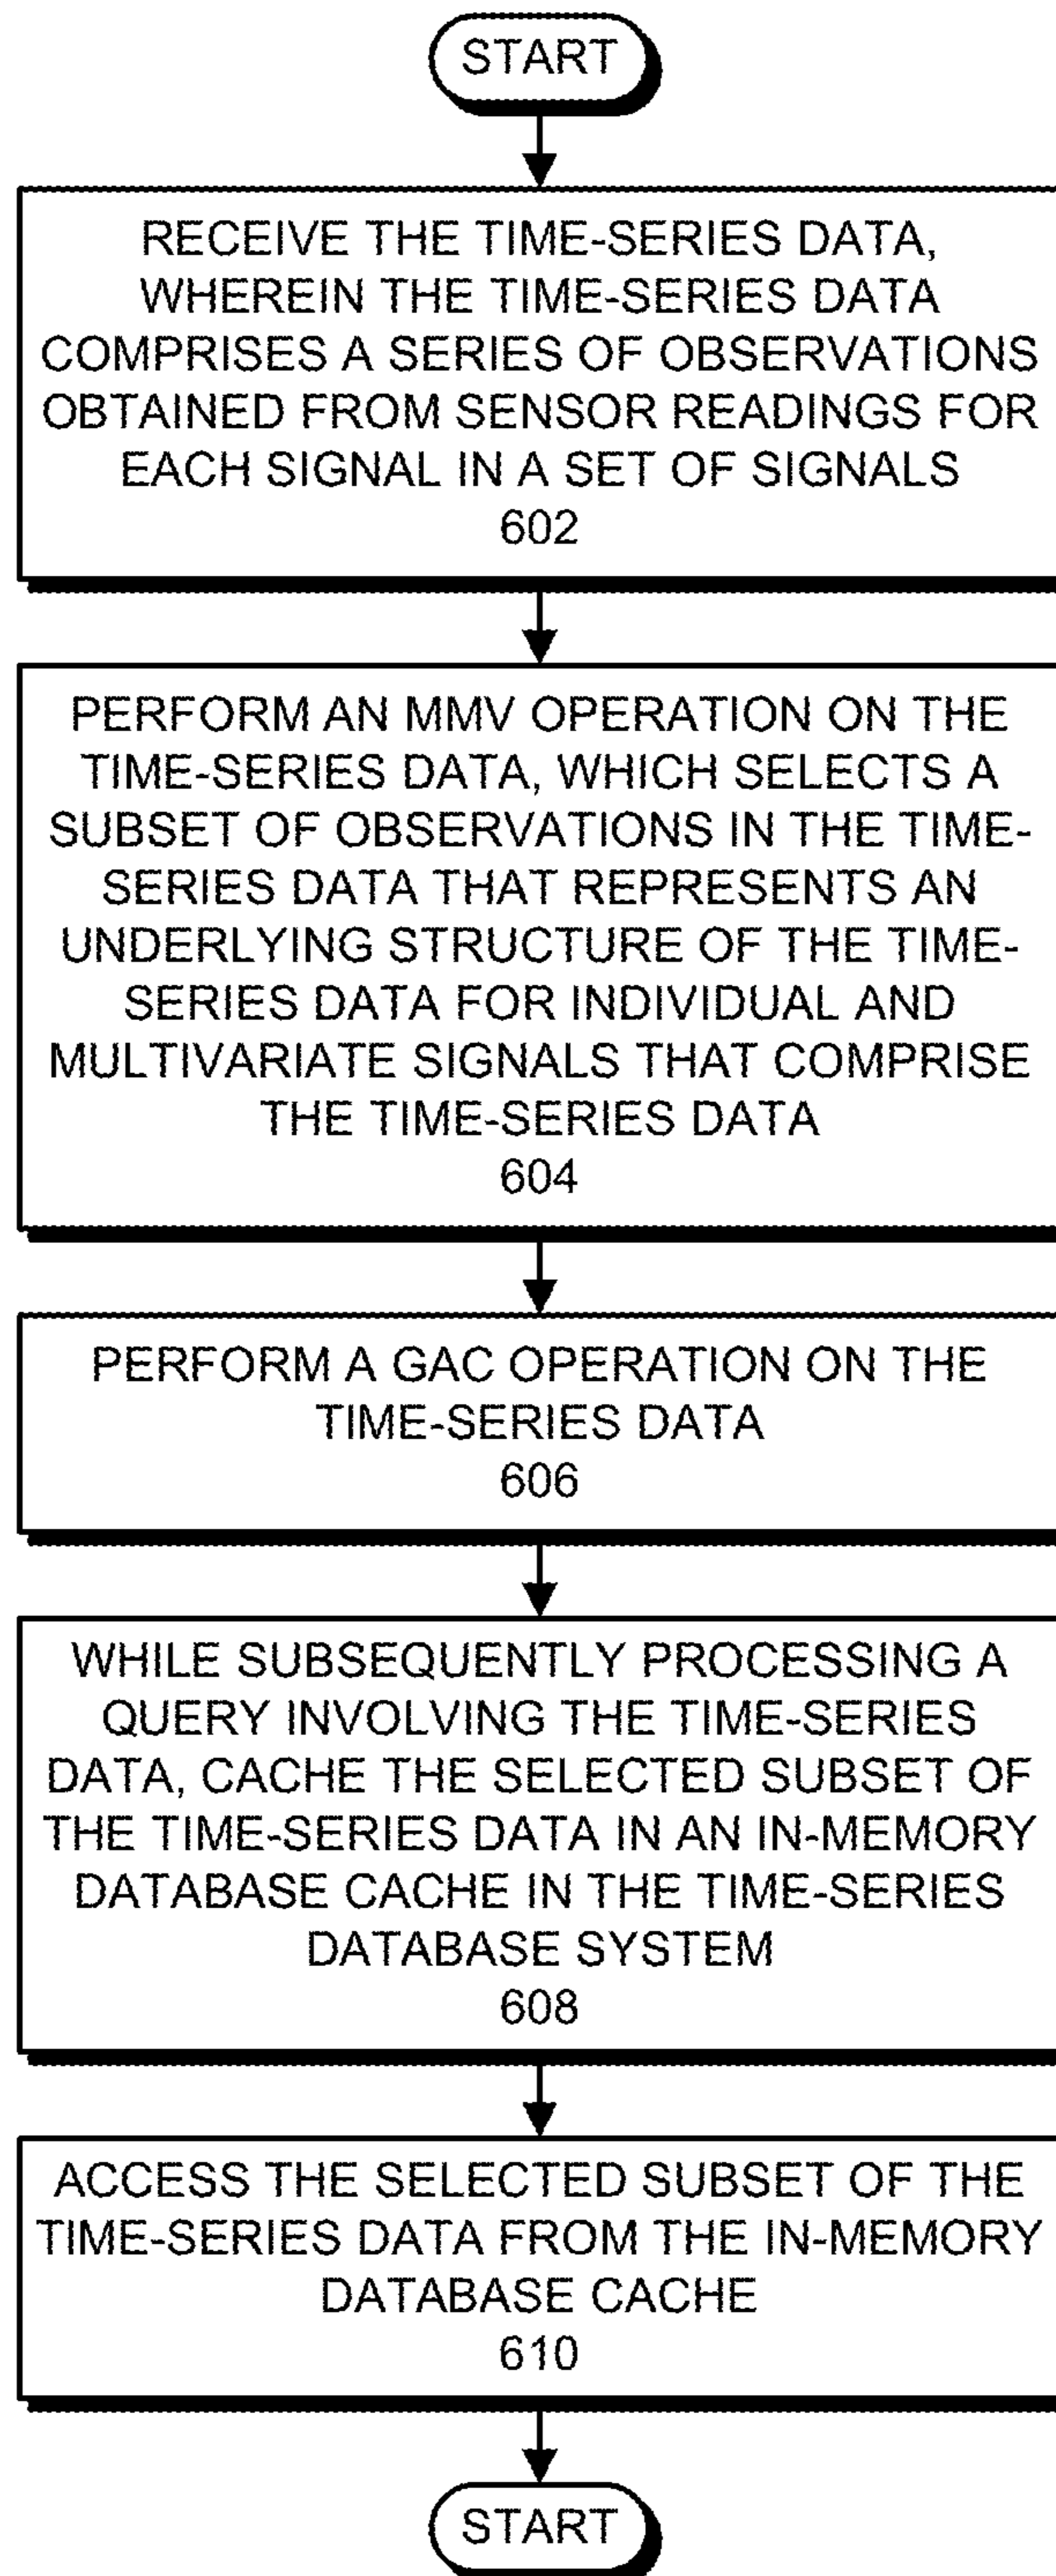 START
RECEIVE THE TIME-SERIES DATA,
WHEREIN THE TIME-SERIES DATA
COMPRISES A SERIES OF OBSERVATIONS
OBTAINED FROM SENSOR READINGS FOR
EACH SIGNAL IN A SET OF SIGNALS
602
PERFORM AN MMV OPERATION ON THE
TIME-SERIES DATA, WHICH SELECTS A
SUBSET OF OBSERVATIONS IN THE TIME-
SERIES DATA THAT REPRESENTS AN
UNDERLYING STRUCTURE OF THE TIME-
SERIES DATA FOR INDIVIDUAL AND
MULTIVARIATE SIGNALS THAT COMPRISE
THE TIME-SERIES DATA
604
PERFORM A GAC OPERATION ON THE
TIME-SERIES DATA
606
WHILE SUBSEQUENTLY PROCESSING A
QUERY INVOLVING THE TIME-SERIES
DATA, CACHE THE SELECTED SUBSET OF
THE TIME-SERIES DATA IN AN IN-MEMORY
DATABASE CACHE IN THE TIME-SERIES
DATABASE SYSTEM
608
ACCESS THE SELECTED SUBSET OF THE
TIME-SERIES DATA FROM THE IN-MEMORY
DATABASE CACHE
610
START